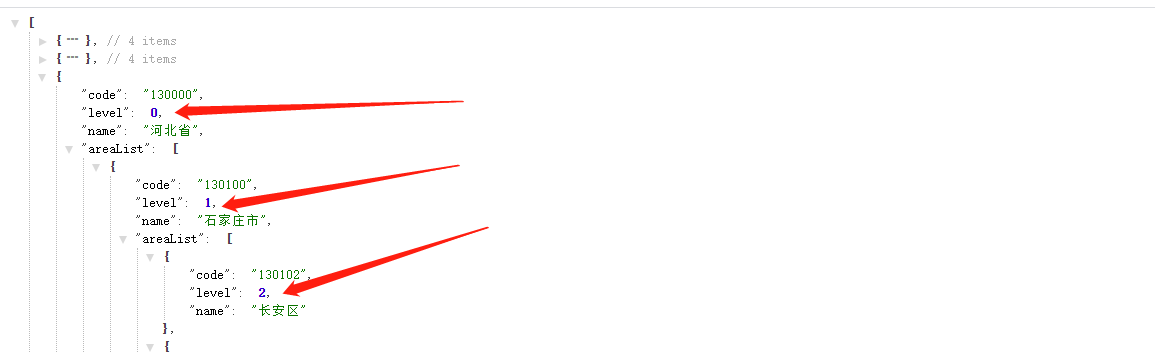 [
{ ··· }, // 4 items
{ ··· }, // 4 items
{
"code": "130000",
"level": 0,
"name": "河北省",
"areaList": [
{
"code": "130100",
"level": 1,
"name": "石家庄市",
"areaList": [
{
"code": "130102",
"level": 2,
"name": "长安区"
},
{